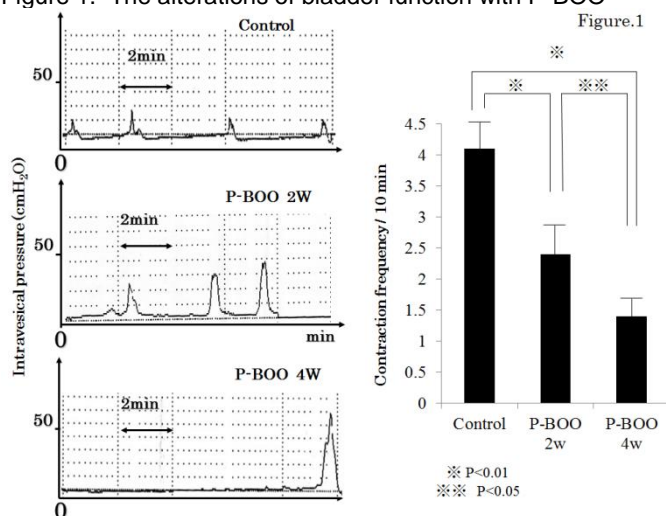 Figure 1. The alterations of bladder function with P-BOO
Figure.1
Control
50
2min
0
P-BOO 2W
50
2min
0
min
P-BOO 4W
50
2min
0
Intravesical pressure (cmH₂O)
※
※
※※
4.5
4
3.5
3
2.5
2
1.5
1
0.5
0
Contraction frequency / 10 min
Control
P-BOO 2w
P-BOO 4w
※ P<0.01
※※ P<0.05